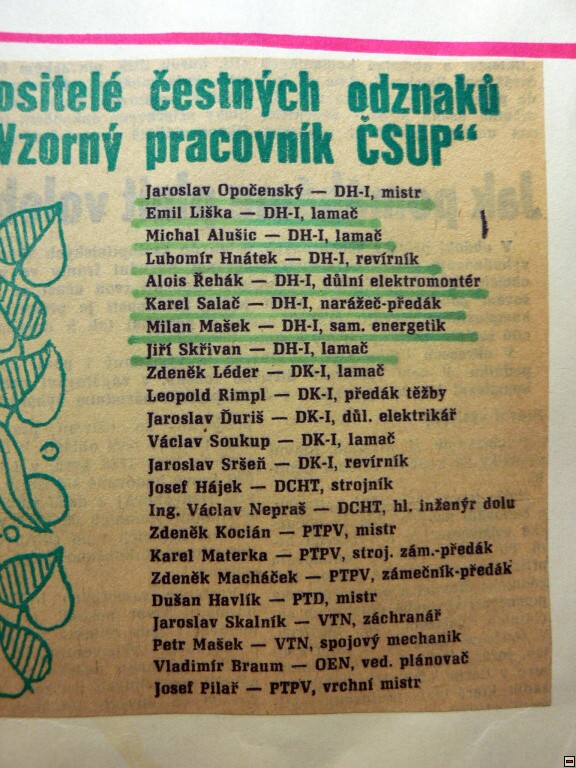 ositelé čestných odznaků
Vzorný pracovník ČSUP“
Jaroslav Opočenský — DH-I, mistr
Emil Liška — DH-I, lamač
Michal Alušic — DH-I, lamač
Lubomír Hnátek — DH-I, revírník
Alois Řehák — DH-I, důlní elektromontér
Karel Salač — DH-I, narážeč-předák
Milan Mašek — DH-I, sam. energetik
Jiří Skřivan — DH-I, lamač
Zdeněk Léder — DK-I, lamač
Leopold Rimpl — DK-I, předák těžby
Jaroslav Ďuriš — DK-I, důl. elektrikář
Václav Soukup — DK-I, lamač
Jaroslav Sršeň — DK-I, revírník
Josef Hájek — DCHT, strojník
Ing. Václav Nepraš — DCHT, hl. inženýr dolu
Zdeněk Kocián — PTPV, mistr
Karel Materka — PTPV, stroj. zám.-předák
Zdeněk Macháček — PTPV, zámečník-předák
Dušan Havlík — PTD, mistr
Jaroslav Skalník — VTN, záchranář
Petr Mašek — VTN, spojový mechanik
Vladimír Braum — OEN, ved. plánovač
Josef Pilař — PTPV, vrchní mistr